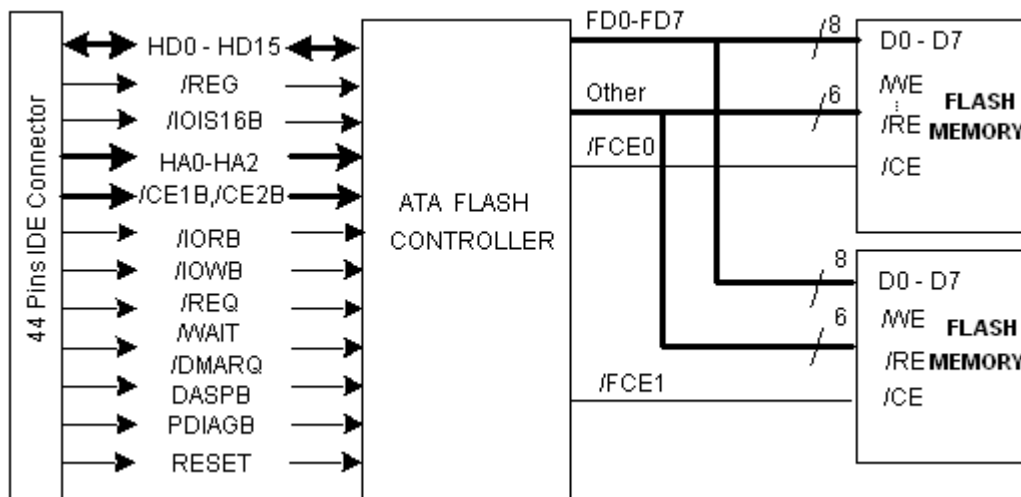 44 Pins IDE Connector
HD0 - HD15
/REG
/IOIS16B
HA0-HA2
/CE1B,/CE2B
/IORB
/IOWB
/REQ
/WAIT
/DMARQ
DASPB
PDIAGB
RESET
ATA FLASH
CONTROLLER
FD0-FD7
Other
/FCE0
/FCE1
8
6
8
6
D0 - D7
/WE
/RE
/CE
FLASH
MEMORY
D0 - D7
/WE
/RE
/CE
FLASH
MEMORY